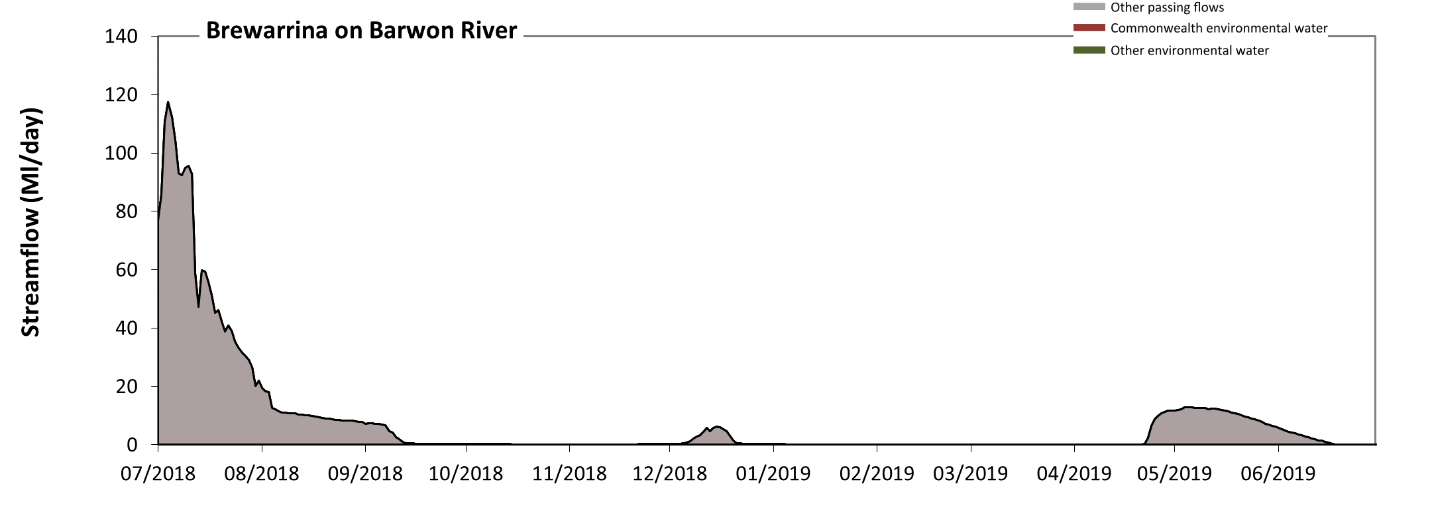 Other passing flows
Brewarrina on Barwon River
Commonwealth environmental water
Other environmental water
Streamflow (Ml/day)
140
120
100
80
60
40
20
0
07/2018 08/2018 09/2018 10/2018 11/2018 12/2018 01/2019 02/2019 03/2019 04/2019 05/2019 06/2019